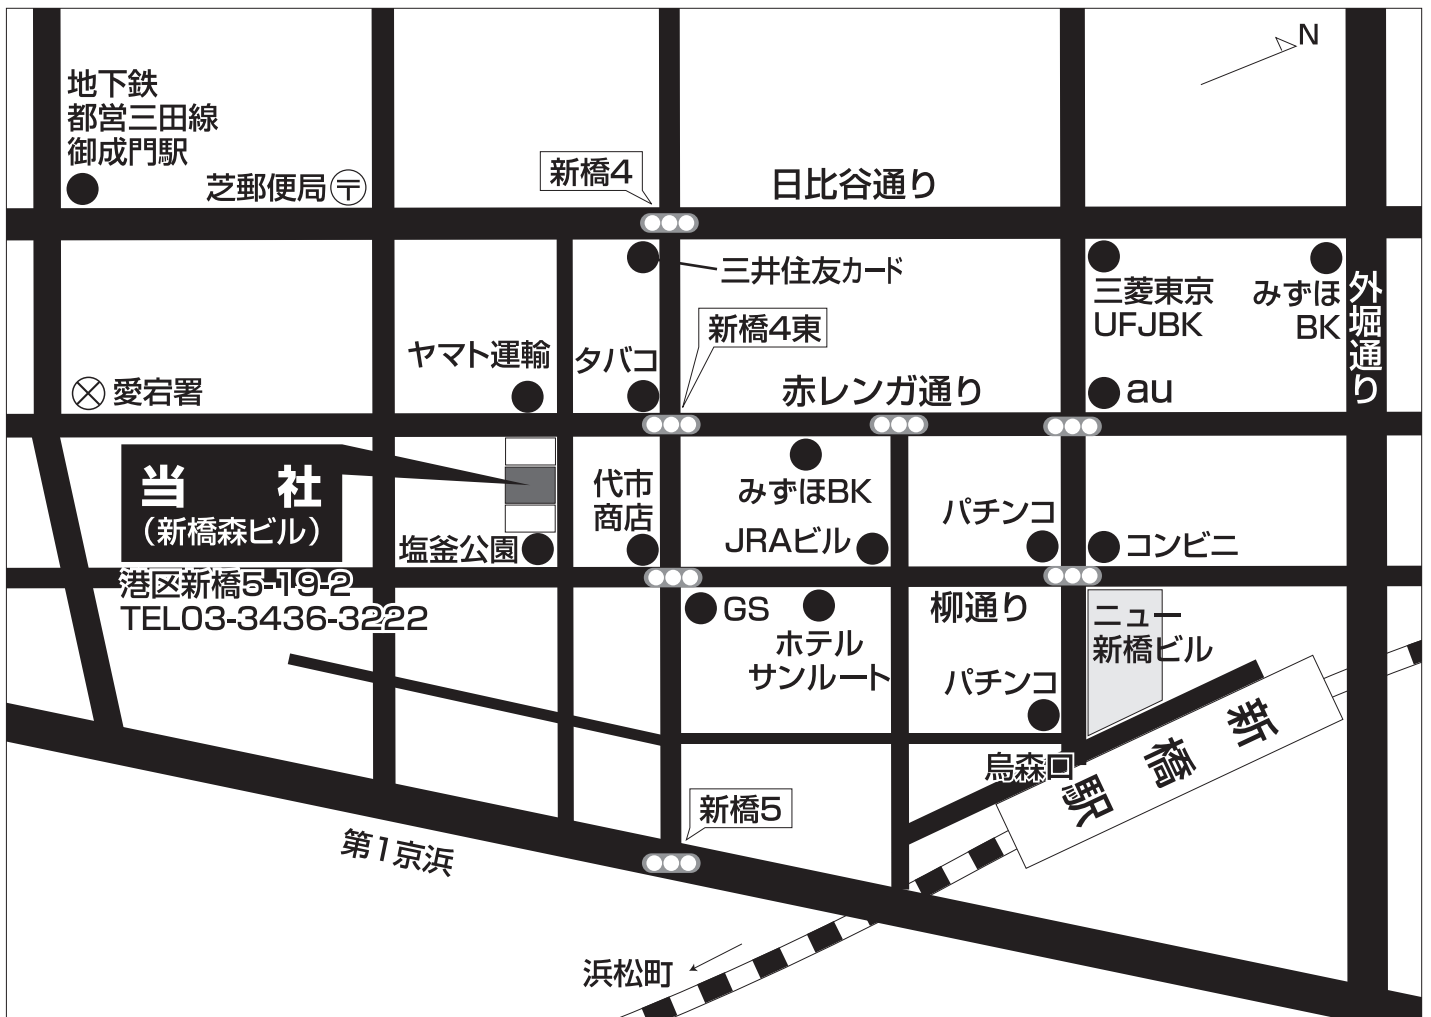 N
地下鉄
都営三田線
御成門駅
芝郵便局
新橋4
日比谷通り
三井住友カード
三菱東京
UFJBK
みずほ
BK
外堀通り
新橋4東
ヤマト運輸
タバコ
愛宕署
赤レンガ通り
au
当 社
(新橋森ビル)
港区新橋5-19-2
TEL03-3436-3222
代市
商店
塩釜公園
みずほBK
JRAビル
パチンコ
コンビニ
GS
ホテル
サンルート
柳通り
ニュー
新橋ビル
パチンコ
烏森口
新橋駅
新橋5
第1京浜
浜松町